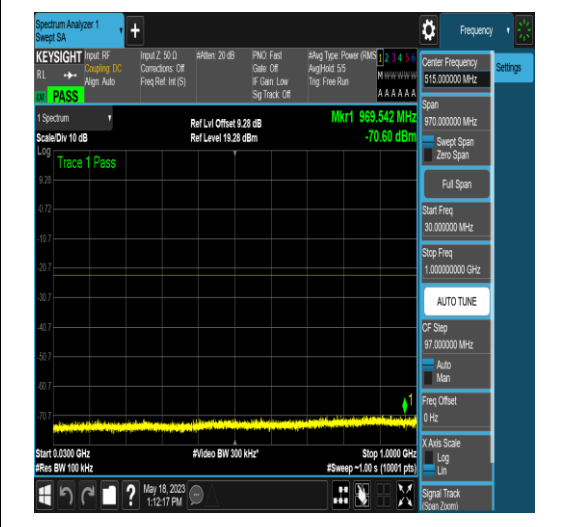 Spectrum Analyzer 1
Swept SA
+
Frequency
KEYSIGHT
RL
PASS
Input: RF
Coupling: DC
Align: Auto
Input Z: 50 Ω
Corrections: Off
Freq Ref: Int (S)
#Atten: 20 dB
PNO: Fast
Gate: Off
IF Gain: Low
Sig Track: Off
#Avg Type: Power (RMS
Avg|Hold: 5/5
Trig: Free Run
1 2 3 4 5 6
M W W W W W
A A A A A A
1 Spectrum
Scale/Div 10 dB
Ref Lvl Offset 9.28 dB
Ref Level 19.28 dBm
Mkr1 969.542 MHz
-70.60 dBm
Log
Trace 1 Pass
9.28
-0.72
-10.7
-20.7
-30.7
-40.7
-50.7
-60.7
-70.7
1
Start 0.0300 GHz
#Res BW 100 kHz
#Video BW 300 kHz*
Stop 1.0000 GHz
#Sweep ~1.00 s (10001 pts)
May 18, 2023
1:12:17 PM
?
Center Frequency
515.000000 MHz
Settings
Span
970.000000 MHz
Swept Span
Zero Span
Full Span
Start Freq
30.000000 MHz
Stop Freq
1.000000000 GHz
AUTO TUNE
CF Step
97.000000 MHz
Auto
Man
Freq Offset
0 Hz
X Axis Scale
Log
Lin
Signal Track
(Span Zoom)